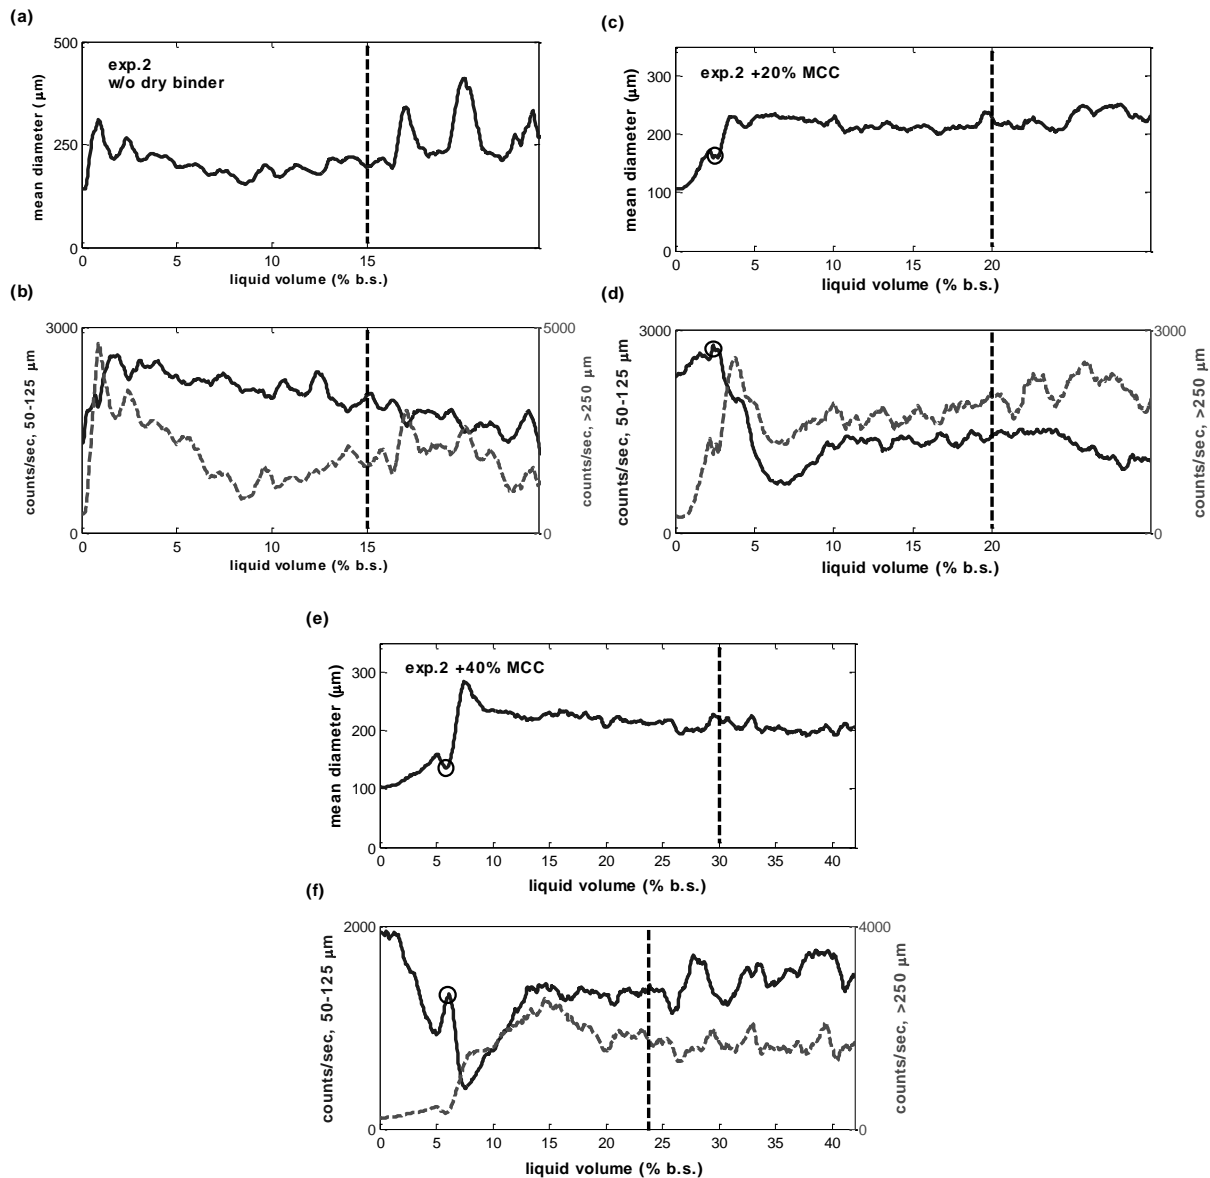 (a)
500
250
0
mean diameter (μm)
exp.2
w/o dry binder
0 5 10 15
liquid volume (% b.s.)
(c)
300
200
100
0
mean diameter (μm)
exp.2 +20% MCC
0 5 10 15 20
liquid volume (% b.s.)
(b)
3000
0
counts/sec, 50-125 μm
5000
0
counts/sec, >250 μm
0 5 10 15
liquid volume (% b.s.)
(d)
3000
0
counts/sec, 50-125 μm
3000
0
counts/sec, >250 μm
0 5 10 15 20
liquid volume (% b.s.)
(e)
300
200
100
0
mean diameter (μm)
exp.2 +40% MCC
0 5 10 15 20 25 30 35 40
liquid volume (% b.s.)
(f)
2000
0
counts/sec, 50-125 μm
4000
0
counts/sec, >250 μm
0 5 10 15 20 25 30 35 40
liquid volume (% b.s.)